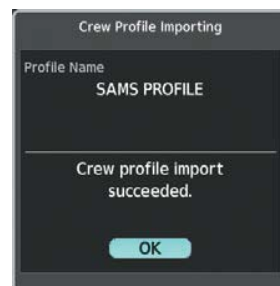 Crew Profile Importing
Profile Name
SAMS PROFILE
Crew profile import
succeeded.
OK